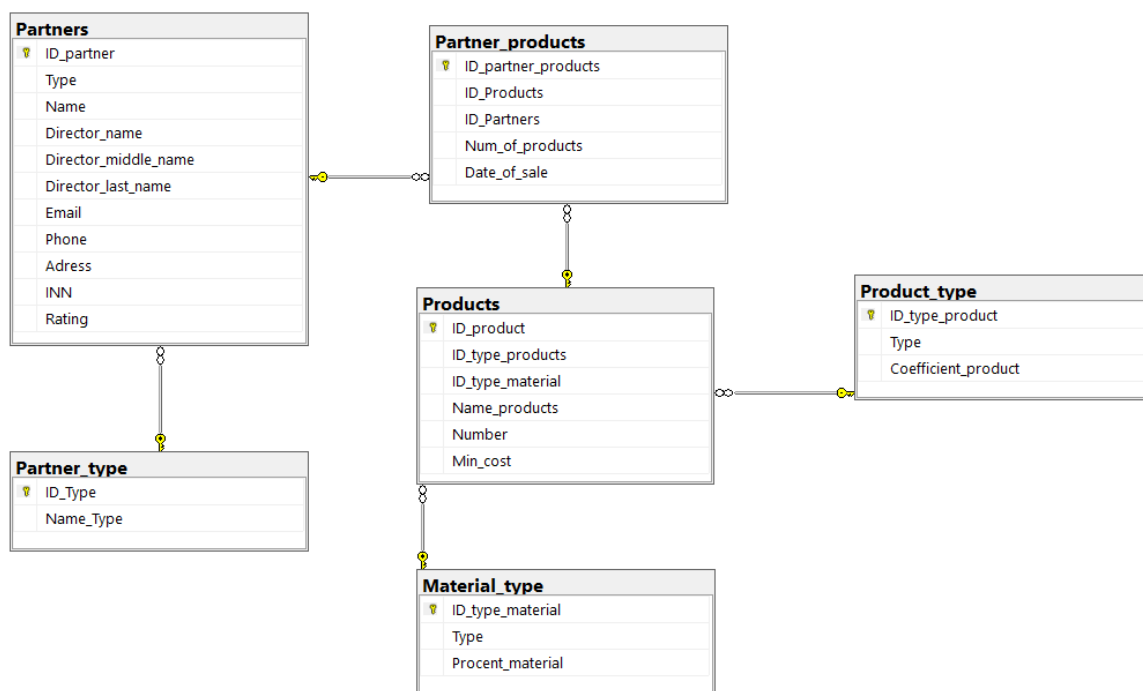 Partners
ID_partner
Type
Name
Director_name
Director_middle_name
Director_last_name
Email
Phone
Adress
INN
Rating
Partner_products
ID_partner_products
ID_Products
ID_Partners
Num_of_products
Date_of_sale
Products
ID_product
ID_type_products
ID_type_material
Name_products
Number
Min_cost
Product_type
ID_type_product
Type
Coefficient_product
Partner_type
ID_Type
Name_Type
Material_type
ID_type_material
Type
Procent_material